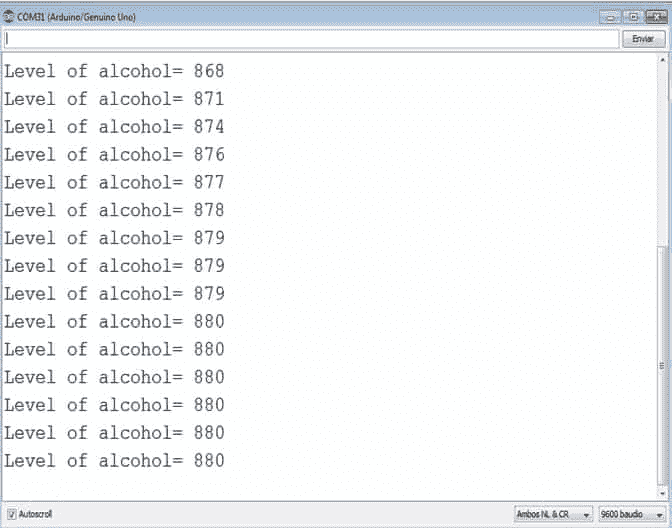 COM31 (Arduino/Genuino Uno)
Enviar
Level of alcohol= 868
Level of alcohol= 871
Level of alcohol= 874
Level of alcohol= 876
Level of alcohol= 877
Level of alcohol= 878
Level of alcohol= 879
Level of alcohol= 879
Level of alcohol= 879
Level of alcohol= 880
Level of alcohol= 880
Level of alcohol= 880
Level of alcohol= 880
Level of alcohol= 880
Level of alcohol= 880
Autoscroll
Ambos NL & CR
9600 baudio